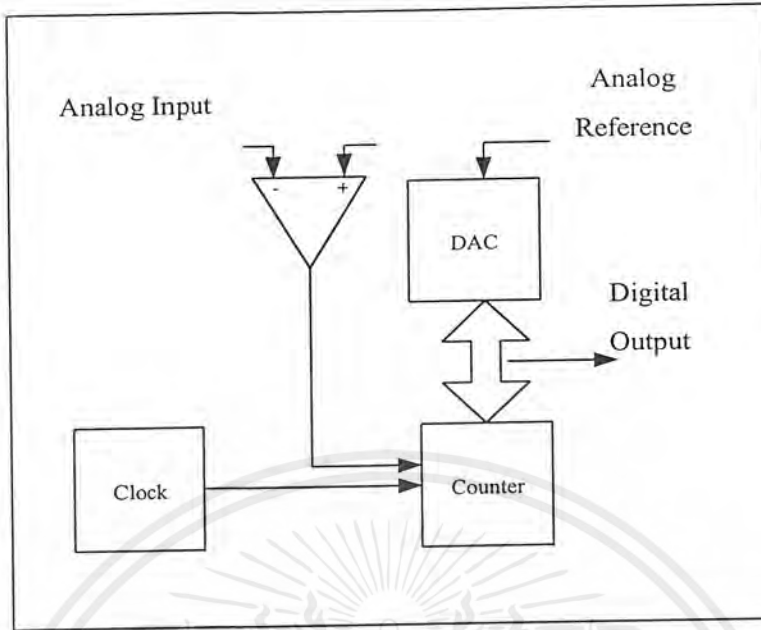 Analog Input
Analog
Reference
- +
DAC
Digital
Output
Clock
Counter